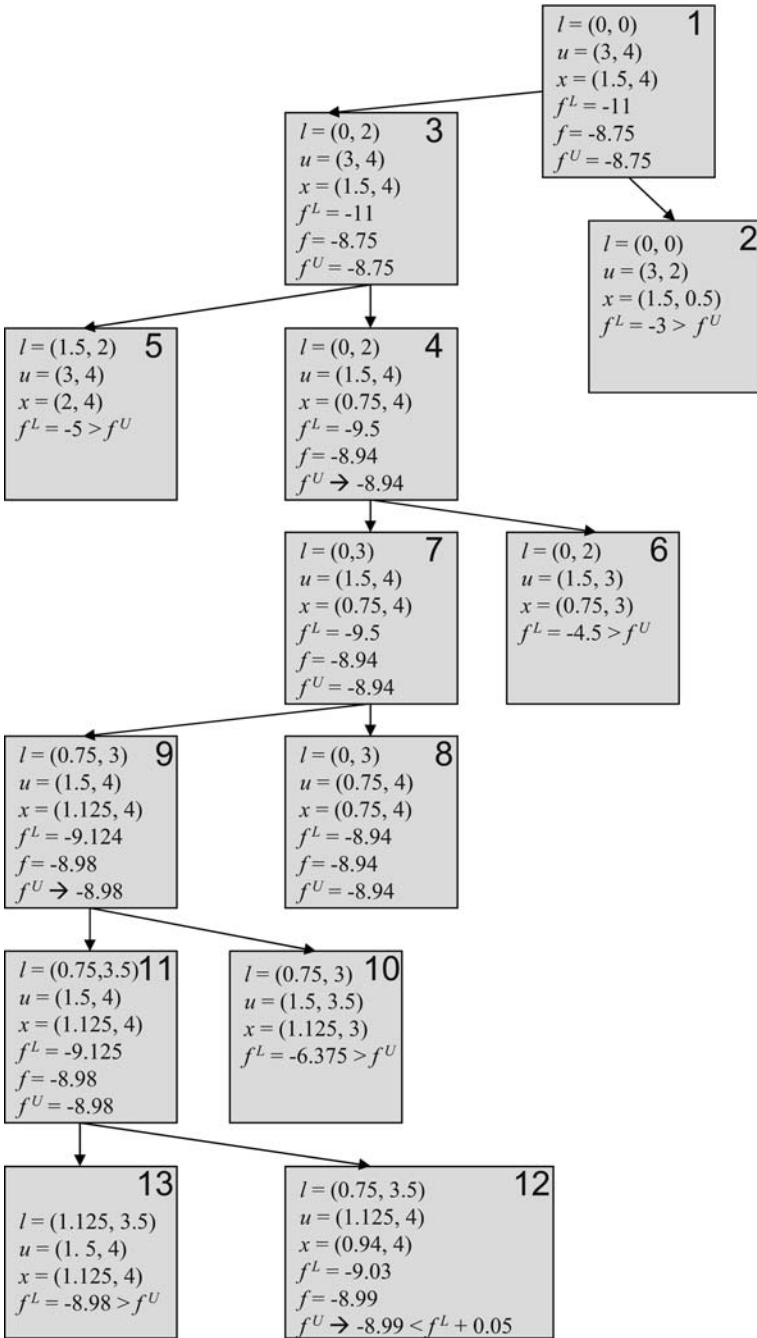 1
l = (0, 0)
u = (3, 4)
x = (1.5, 4)
f^L = -11
f = -8.75
f^U = -8.75
3
l = (0, 2)
u = (3, 4)
x = (1.5, 4)
f^L = -11
f = -8.75
f^U = -8.75
2
l = (0, 0)
u = (3, 2)
x = (1.5, 0.5)
f^L = -3 > f^U
5
l = (1.5, 2)
u = (3, 4)
x = (2, 4)
f^L = -5 > f^U
4
l = (0, 2)
u = (1.5, 4)
x = (0.75, 4)
f^L = -9.5
f = -8.94
f^U → -8.94
7
l = (0,3)
u = (1.5, 4)
x = (0.75, 4)
f^L = -9.5
f = -8.94
f^U = -8.94
6
l = (0, 2)
u = (1.5, 3)
x = (0.75, 3)
f^L = -4.5 > f^U
9
l = (0.75, 3)
u = (1.5, 4)
x = (1.125, 4)
f^L = -9.124
f = -8.98
f^U → -8.98
8
l = (0, 3)
u = (0.75, 4)
x = (0.75, 4)
f^L = -8.94
f = -8.94
f^U = -8.94
11
l = (0.75,3.5)
u = (1.5, 4)
x = (1.125, 4)
f^L = -9.125
f = -8.98
f^U = -8.98
10
l = (0.75, 3)
u = (1.5, 3.5)
x = (1.125, 3)
f^L = -6.375 > f^U
13
l = (1.125, 3.5)
u = (1. 5, 4)
x = (1.125, 4)
f^L = -8.98 > f^U
12
l = (0.75, 3.5)
u = (1.125, 4)
x = (0.94, 4)
f^L = -9.03
f = -8.99
f^U → -8.99 < f^L + 0.05